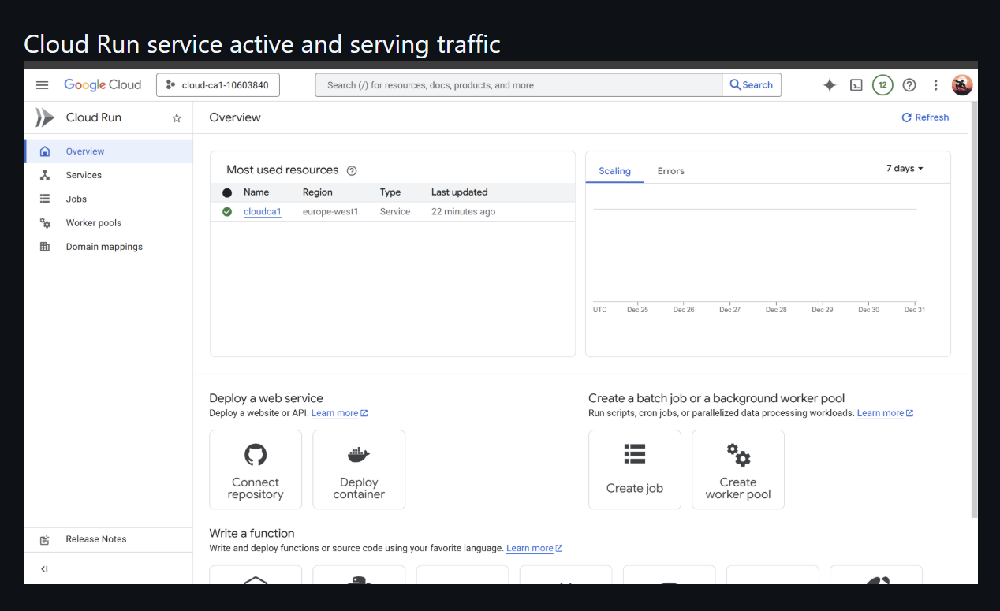 Cloud Run service active and serving traffic
Google Cloud
cloud-ca1-10603840
Search (/) for resources, docs, products, and more
Search
12
Cloud Run
Overview
Refresh
Overview
Services
Jobs
Worker pools
Domain mappings
Most used resources
Name Region Type Last updated
cloudca1 europe-west1 Service 22 minutes ago
Scaling Errors 7 days
UTC Dec 25 Dec 26 Dec 27 Dec 28 Dec 29 Dec 30 Dec 31
Deploy a web service
Deploy a website or API. Learn more
Connect
repository
Deploy
container
Create a batch job or a background worker pool
Run scripts, cron jobs, or parallelized data processing workloads. Learn more
Create job
Create
worker pool
Write a function
Write and deploy functions or source code using your favorite language. Learn more
Release Notes